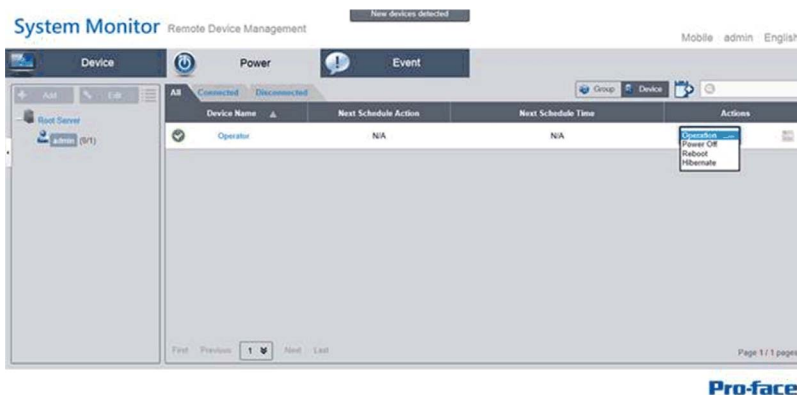 New devices detected
System Monitor Remote Device Management
Mobile admin English
Device Power Event
Add Edit All Connected Disconnected Group Device
Device Name Next Schedule Action Next Schedule Time Actions
Root Server
admin (0/1)
Operator N/A N/A Operation
Power Off
Reboot
Hibernate
First Previous 1 Next Last Page 1 / 1 pages
Pro-face